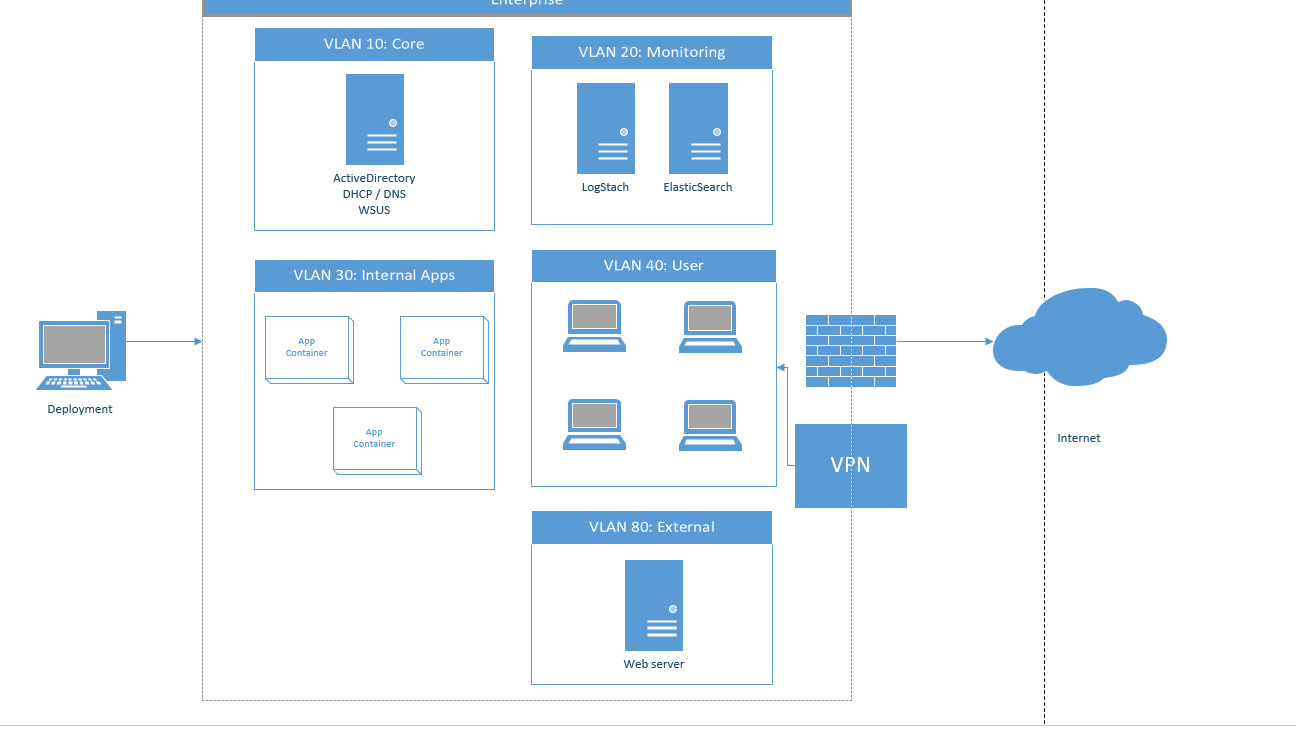 Enterprise
VLAN 10: Core
VLAN 20: Monitoring
ActiveDirectory
DHCP / DNS
WSUS
LogStach
ElasticSearch
VLAN 30: Internal Apps
VLAN 40: User
App
Container
App
Container
App
Container
Deployment
VPN
Internet
VLAN 80: External
Web server